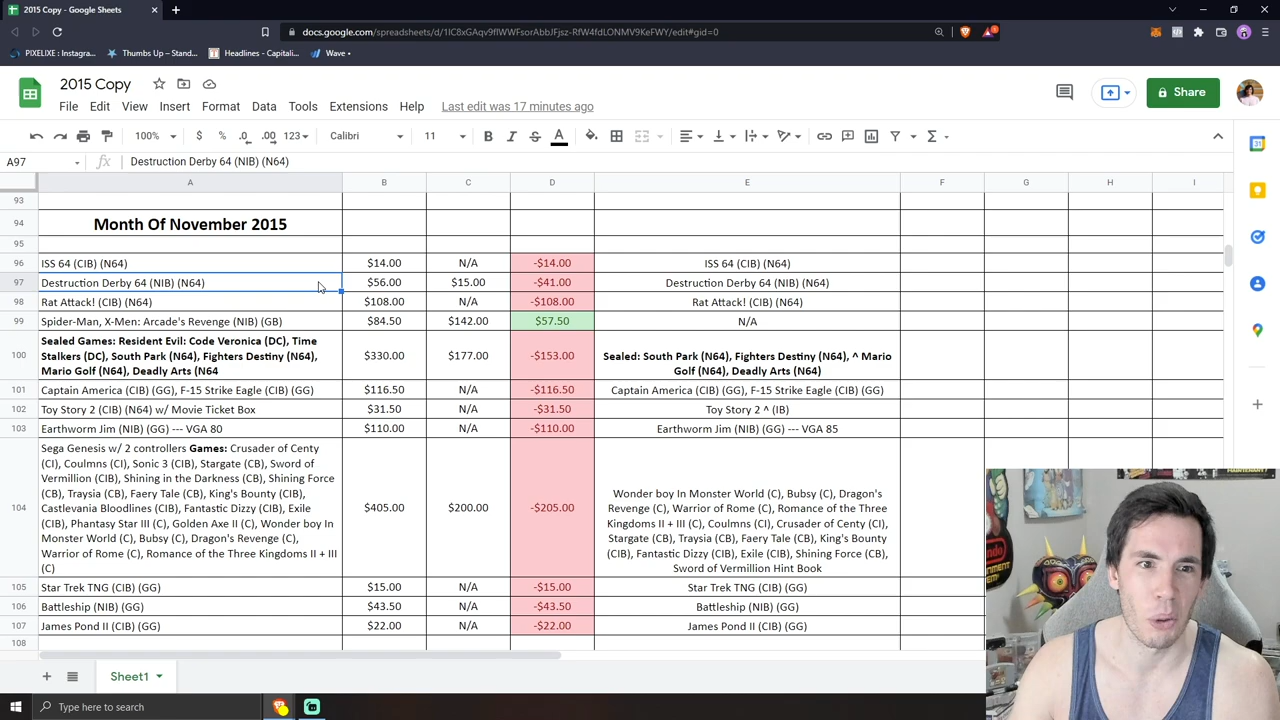 2015 Copy - Google Sheets
docs.google.com/spreadsheets/d/1IC8xGAqv9flWWFsorAbbJFjsz-RfW4fdLONMV9KeFWY/edit#gid=0
PIXELIXE : Instagra... Thumbs Up – Stand... Headlines - Capitali... Wave •
2015 Copy
File Edit View Insert Format Data Tools Extensions Help Last edit was 17 minutes ago
Share
100% $ % .0 .00 123 Calibri 11
A97 fx Destruction Derby 64 (NIB) (N64)
A B C D E F G H I
93
94 Month Of November 2015
95
96 ISS 64 (CIB) (N64) $14.00 N/A -$14.00 ISS 64 (CIB) (N64)
97 Destruction Derby 64 (NIB) (N64) $56.00 $15.00 -$41.00 Destruction Derby 64 (NIB) (N64)
98 Rat Attack! (CIB) (N64) $108.00 N/A -$108.00 Rat Attack! (CIB) (N64)
99 Spider-Man, X-Men: Arcade's Revenge (NIB) (GB) $84.50 $142.00 $57.50 N/A
Sealed Games: Resident Evil: Code Veronica (DC), Time
100 Stalkers (DC), South Park (N64), Fighters Destiny (N64), $330.00 $177.00 -$153.00 Sealed: South Park (N64), Fighters Destiny (N64), ^ Mario
Mario Golf (N64), Deadly Arts (N64 Golf (N64), Deadly Arts (N64)
101 Captain America (CIB) (GG), F-15 Strike Eagle (CIB) (GG) $116.50 N/A -$116.50 Captain America (CIB) (GG), F-15 Strike Eagle (CIB) (GG)
102 Toy Story 2 (CIB) (N64) w/ Movie Ticket Box $31.50 N/A -$31.50 Toy Story 2 ^ (IB)
103 Earthworm Jim (NIB) (GG) --- VGA 80 $110.00 N/A -$110.00 Earthworm Jim (NIB) (GG) --- VGA 85
Sega Genesis w/ 2 controllers Games: Crusader of Centy
(CI), Coulmns (CI), Sonic 3 (CIB), Stargate (CB), Sword of
Vermillion (CIB), Shining in the Darkness (CB), Shining Force
(CB), Traysia (CB), Faery Tale (CB), King's Bounty (CIB), Wonder boy In Monster World (C), Bubsy (C), Dragon's
104 Castlevania Bloodlines (CIB), Fantastic Dizzy (CIB), Exile $405.00 $200.00 -$205.00 Revenge (C), Warrior of Rome (C), Romance of the Three
(CIB), Phantasy Star III (C), Golden Axe II (C), Wonder boy In Kingdoms II + III (C), Coulmns (CI), Crusader of Centy (CI),
Monster World (C), Bubsy (C), Dragon's Revenge (C), Stargate (CB), Traysia (CB), Faery Tale (CB), King's Bounty
Warrior of Rome (C), Romance of the Three Kingdoms II + III (CIB), Fantastic Dizzy (CIB), Exile (CIB), Shining Force (CB),
(C) Sword of Vermillion Hint Book
105 Star Trek TNG (CIB) (GG) $15.00 N/A -$15.00 Star Trek TNG (CIB) (GG)
106 Battleship (NIB) (GG) $43.50 N/A -$43.50 Battleship (NIB) (GG)
107 James Pond II (CIB) (GG) $22.00 N/A -$22.00 James Pond II (CIB) (GG)
108
Sheet1
Type here to search